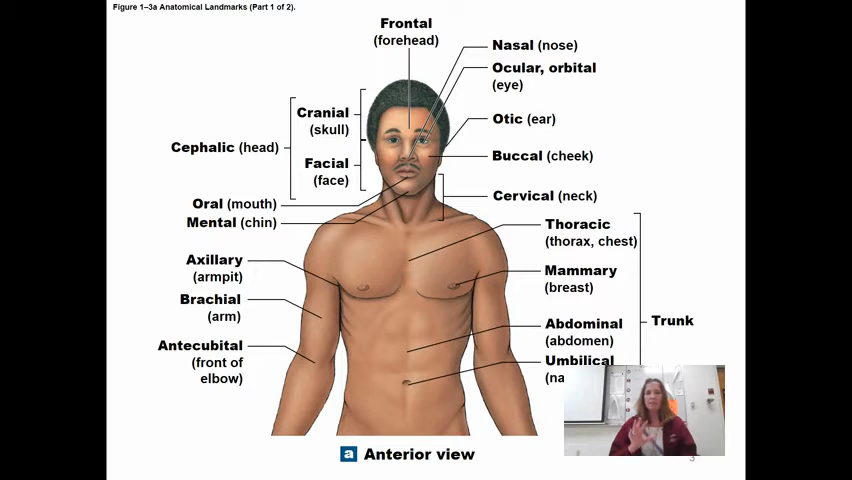 Figure 1–3a Anatomical Landmarks (Part 1 of 2).
Frontal
(forehead)
Nasal (nose)
Ocular, orbital
(eye)
Cranial
(skull)
Otic (ear)
Cephalic (head)
Buccal (cheek)
Facial
(face)
Cervical (neck)
Oral (mouth)
Mental (chin)
Thoracic
(thorax, chest)
Axillary
(armpit)
Mammary
(breast)
Brachial
(arm)
Trunk
Abdominal
(abdomen)
Antecubital
(front of
elbow)
Umbilical
(na
a Anterior view
3